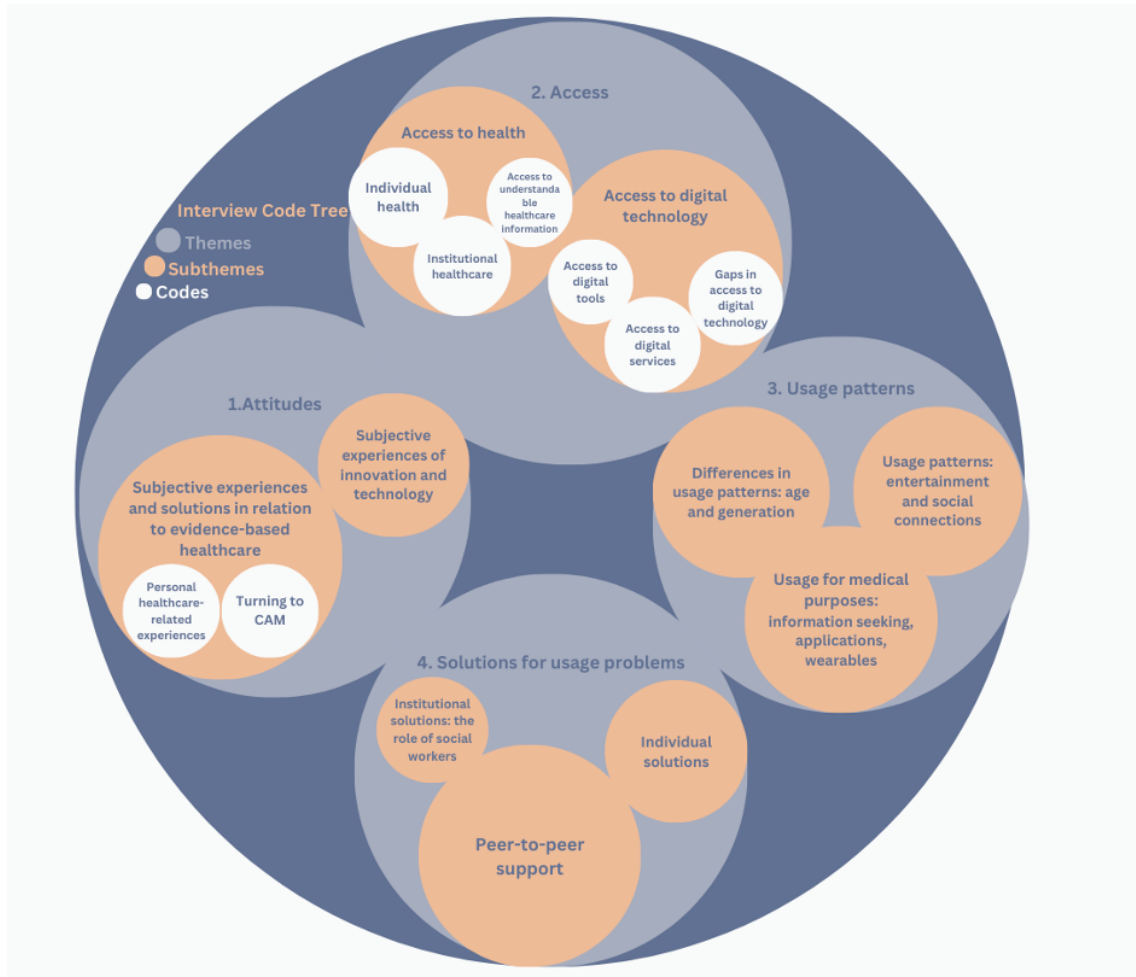 Interview Code Tree
Themes
Subthemes
Codes
2. Access
Access to health
Individual
health
Institutional
healthcare
Access to
understanda
ble
healthcare
information
Access to digital
technology
Access to
digital
tools
Access to
digital
services
Gaps in
access to
digital
technology
1.Attitudes
Subjective
experiences of
innovation and
technology
Subjective experiences
and solutions in relation
to evidence-based
healthcare
Personal
healthcare-
related
experiences
Turning to
CAM
3. Usage patterns
Differences in
usage patterns: age
and generation
Usage patterns:
entertainment
and social
connections
Usage for medical
purposes:
information seeking,
applications,
wearables
4. Solutions for usage problems
Institutional
solutions: the
role of social
workers
Individual
solutions
Peer-to-peer
support